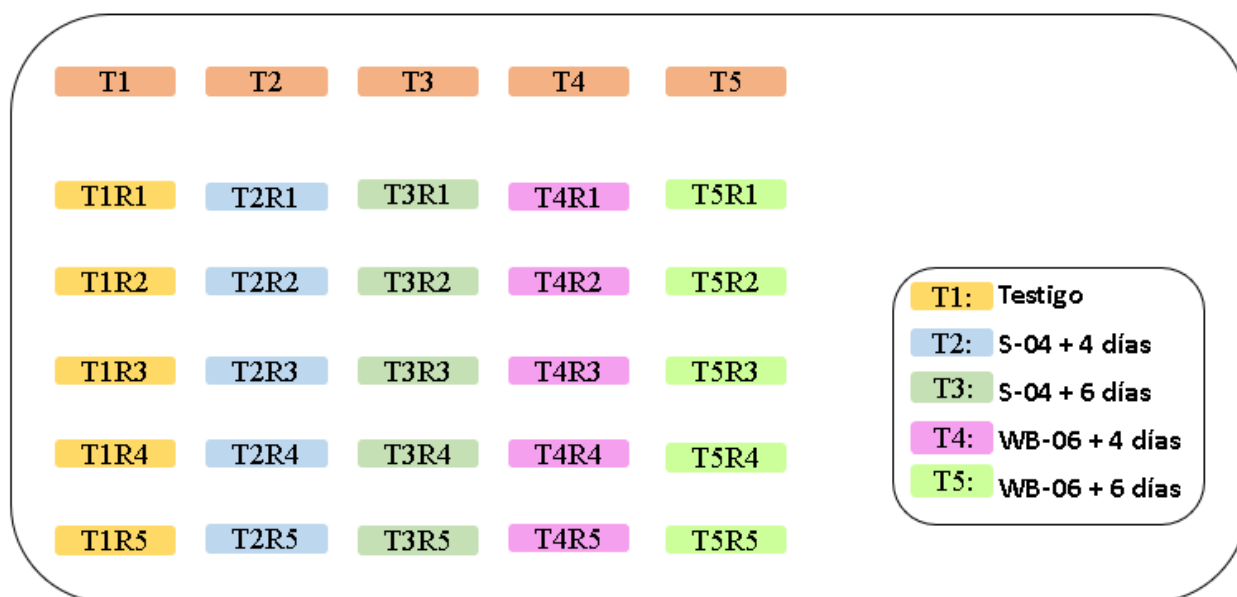 T1 T2 T3 T4 T5
T1R1 T2R1 T3R1 T4R1 T5R1
T1R2 T2R2 T3R2 T4R2 T5R2
T1R3 T2R3 T3R3 T4R3 T5R3
T1R4 T2R4 T3R4 T4R4 T5R4
T1R5 T2R5 T3R5 T4R5 T5R5
T1: Testigo
T2: S-04 + 4 días
T3: S-04 + 6 días
T4: WB-06 + 4 días
T5: WB-06 + 6 días